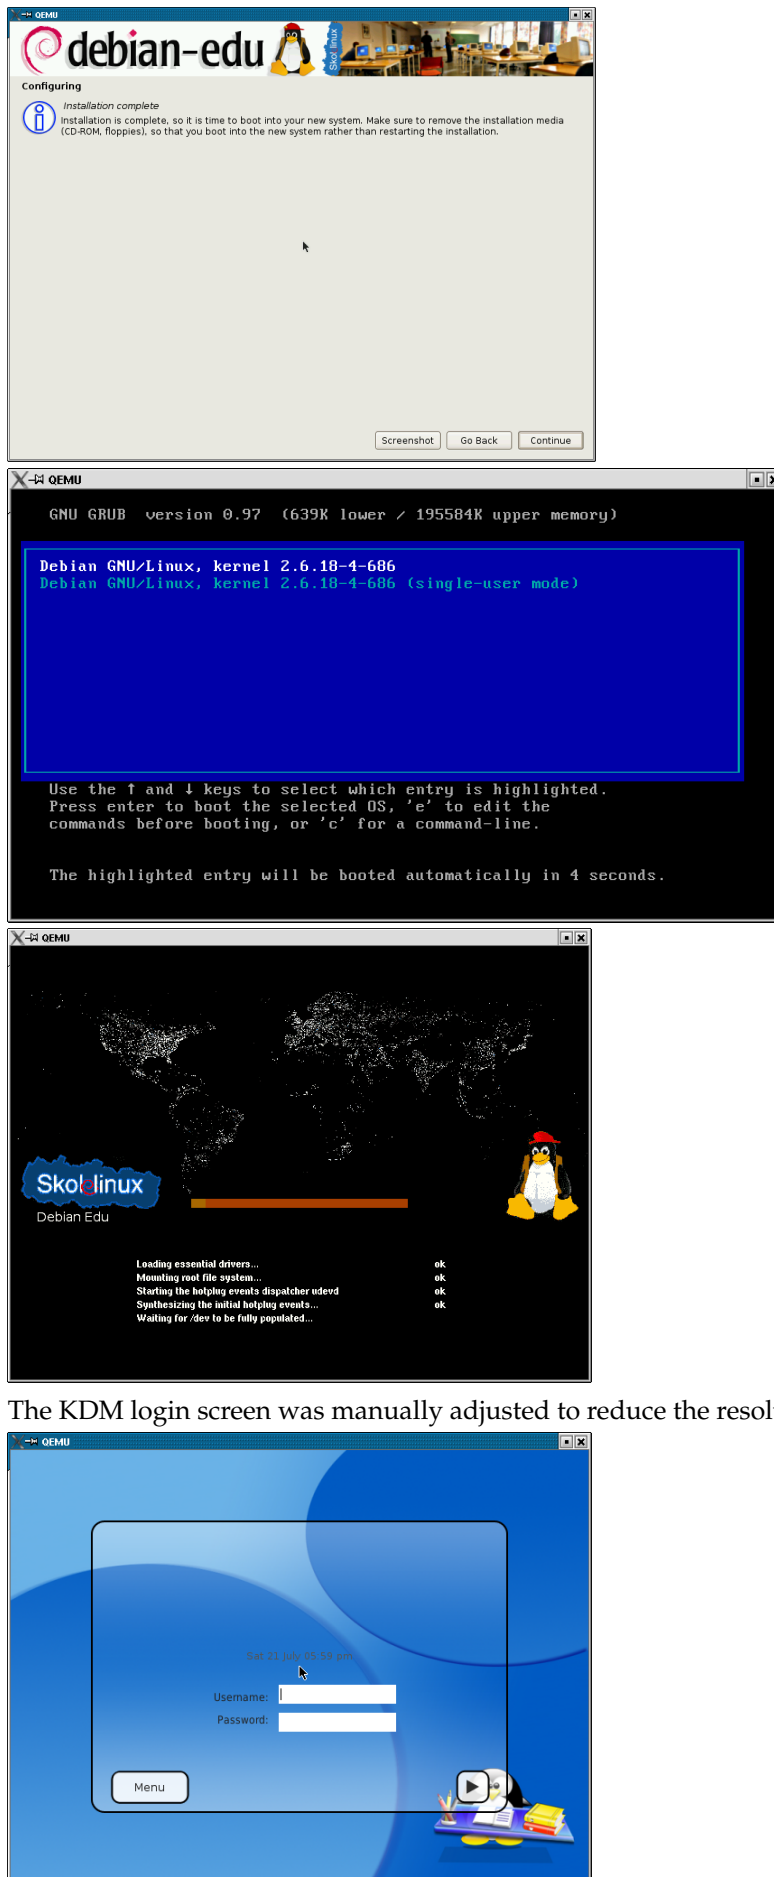 QEMU
debian-edu
Skolelinux
Configuring
Installation complete
Installation is complete, so it is time to boot into your new system. Make sure to remove the installation media
(CD-ROM, floppies), so that you boot into the new system rather than restarting the installation.
Screenshot Go Back Continue
QEMU
GNU GRUB version 0.97 (639K lower / 195584K upper memory)
Debian GNU/Linux, kernel 2.6.18-4-686
Debian GNU/Linux, kernel 2.6.18-4-686 (single-user mode)
Use the ↑ and ↓ keys to select which entry is highlighted.
Press enter to boot the selected OS, 'e' to edit the
commands before booting, or 'c' for a command-line.
The highlighted entry will be booted automatically in 4 seconds.
QEMU
Skolelinux
Debian Edu
Loading essential drivers... ok
Mounting root file system... ok
Starting the hotplug events dispatcher udevd ok
Synthesizing the initial hotplug events... ok
Waiting for /dev to be fully populated...
The KDM login screen was manually adjusted to reduce the resol
QEMU
Sat 21 July 05:59 pm
Username:
Password:
Menu